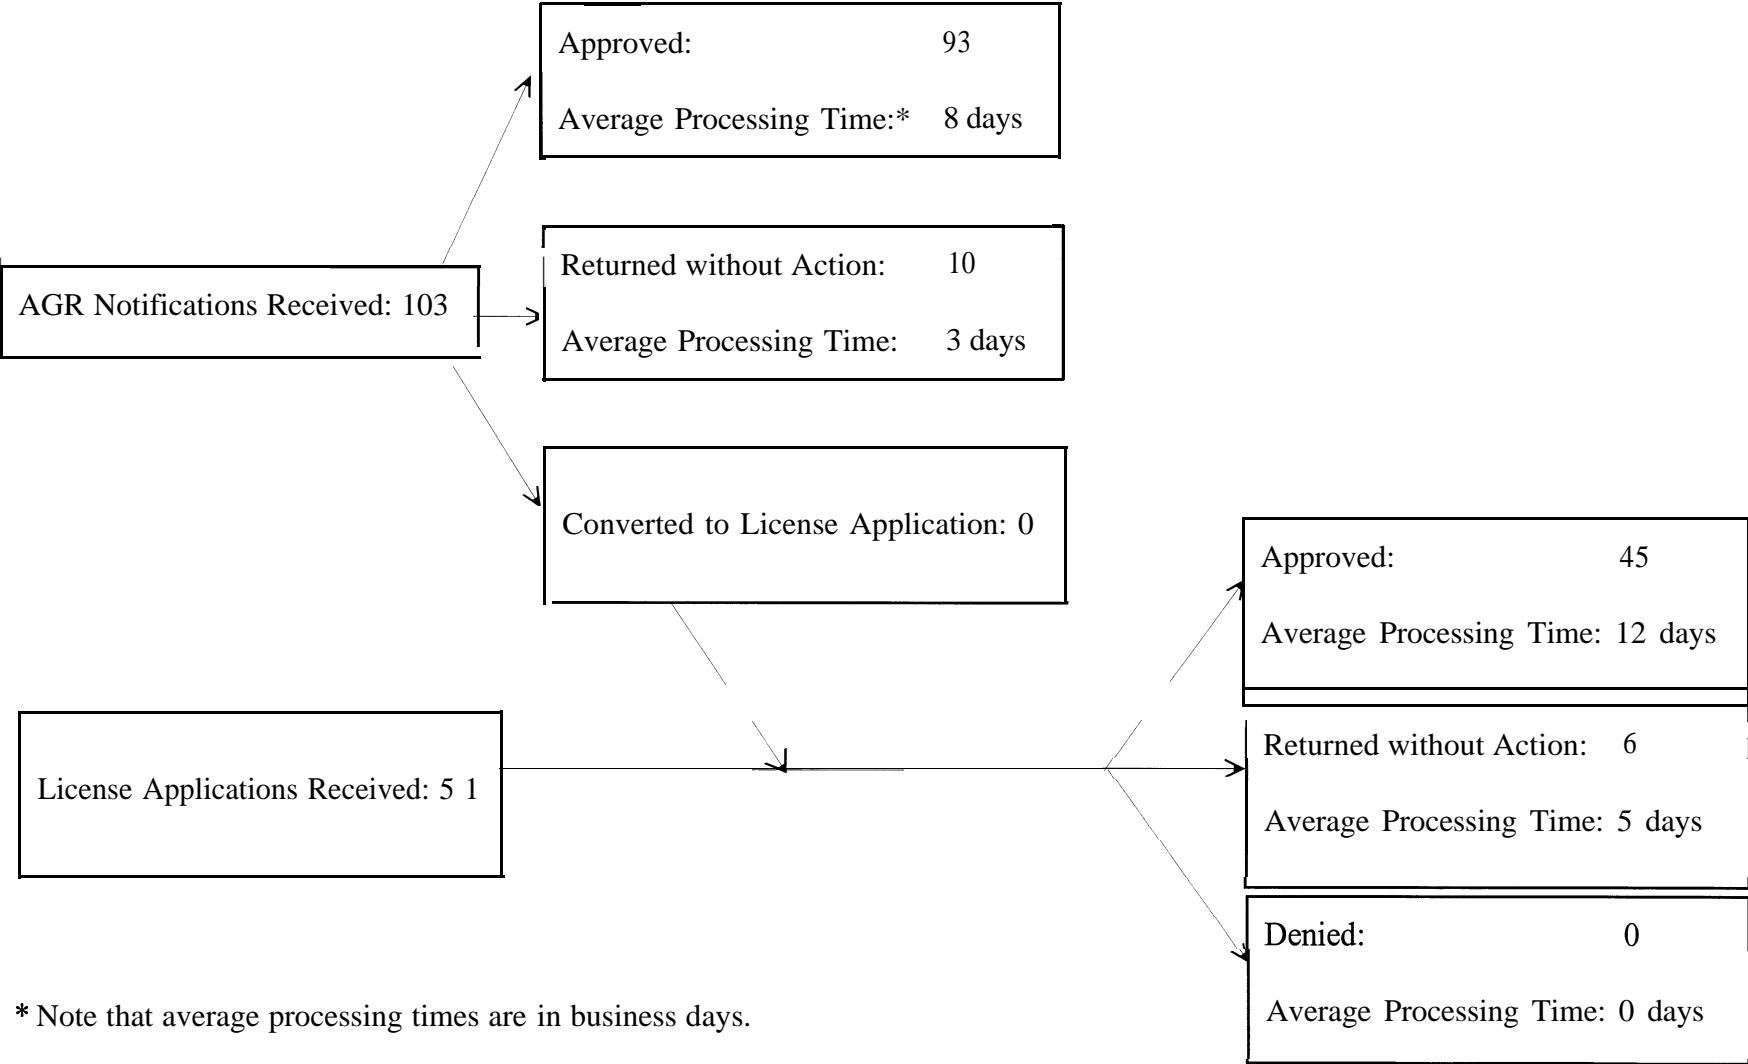 Approved: 93
Average Processing Time:* 8 days
Returned without Action: 10
Average Processing Time: 3 days
AGR Notifications Received: 103
Converted to License Application: 0
Approved: 45
Average Processing Time: 12 days
Returned without Action: 6
Average Processing Time: 5 days
License Applications Received: 5 1
Denied: 0
Average Processing Time: 0 days
* Note that average processing times are in business days.